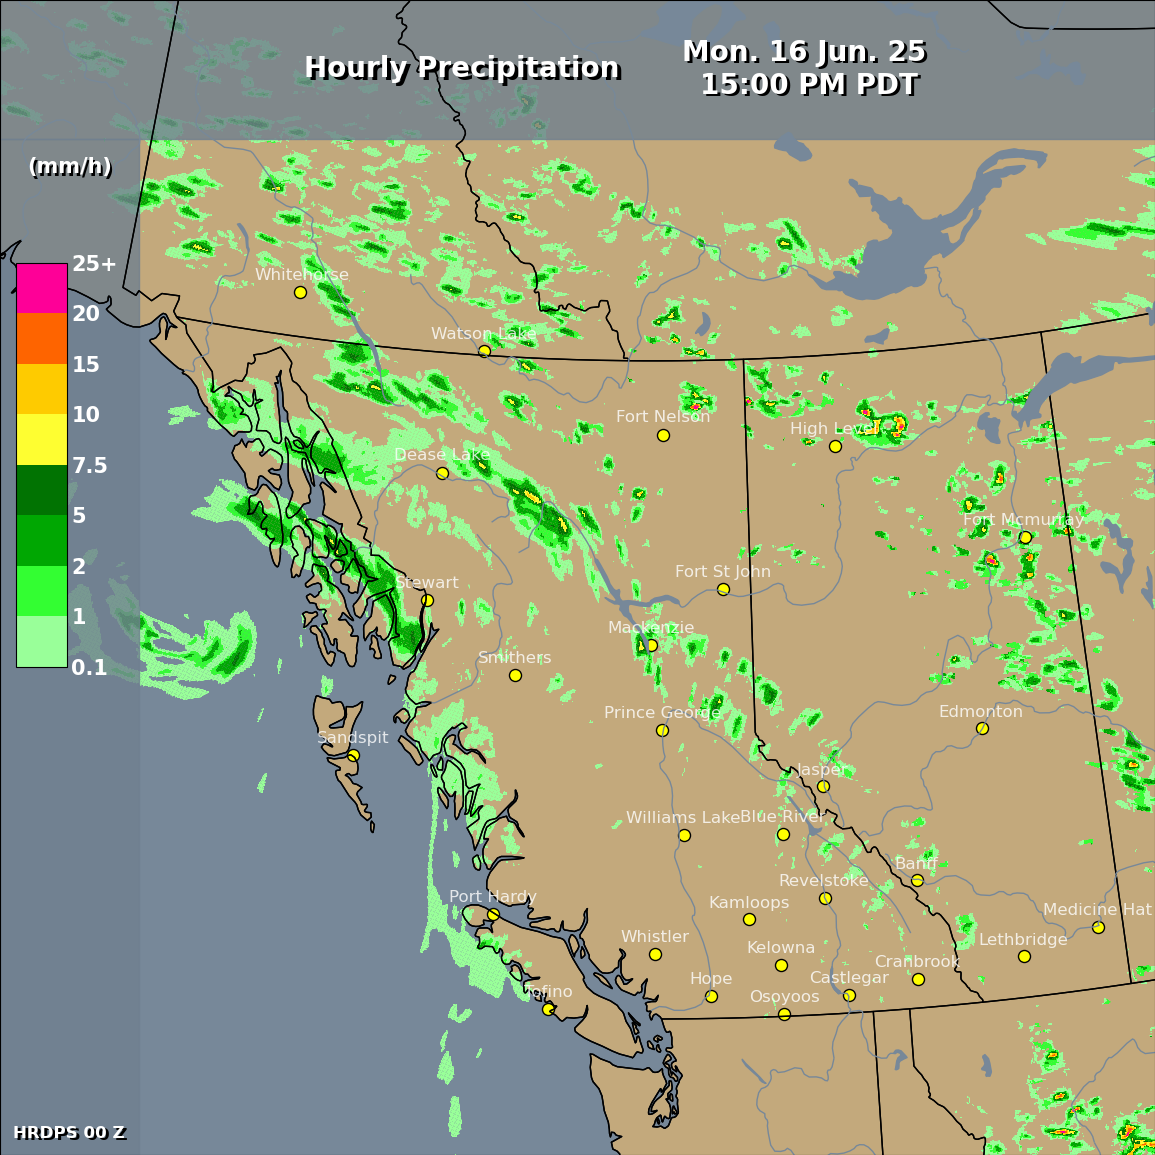 Hourly Precipitation
Mon. 16 Jun. 25
15:00 PM PDT
(mm/h)
25+
20
15
10
7.5
5
2
1
0.1
Whitehorse
Watson Lake
Fort Nelson
High Level
Dease Lake
Fort Mcmurray
Fort St John
Stewart
Mackenzie
Smithers
Prince George
Edmonton
Sandspit
Jasper
Williams Lake
Blue River
Banff
Revelstoke
Port Hardy
Kamloops
Medicine Hat
Whistler
Kelowna
Lethbridge
Cranbrook
Hope
Castlegar
Tofino
Osoyoos
HRDPS 00 Z